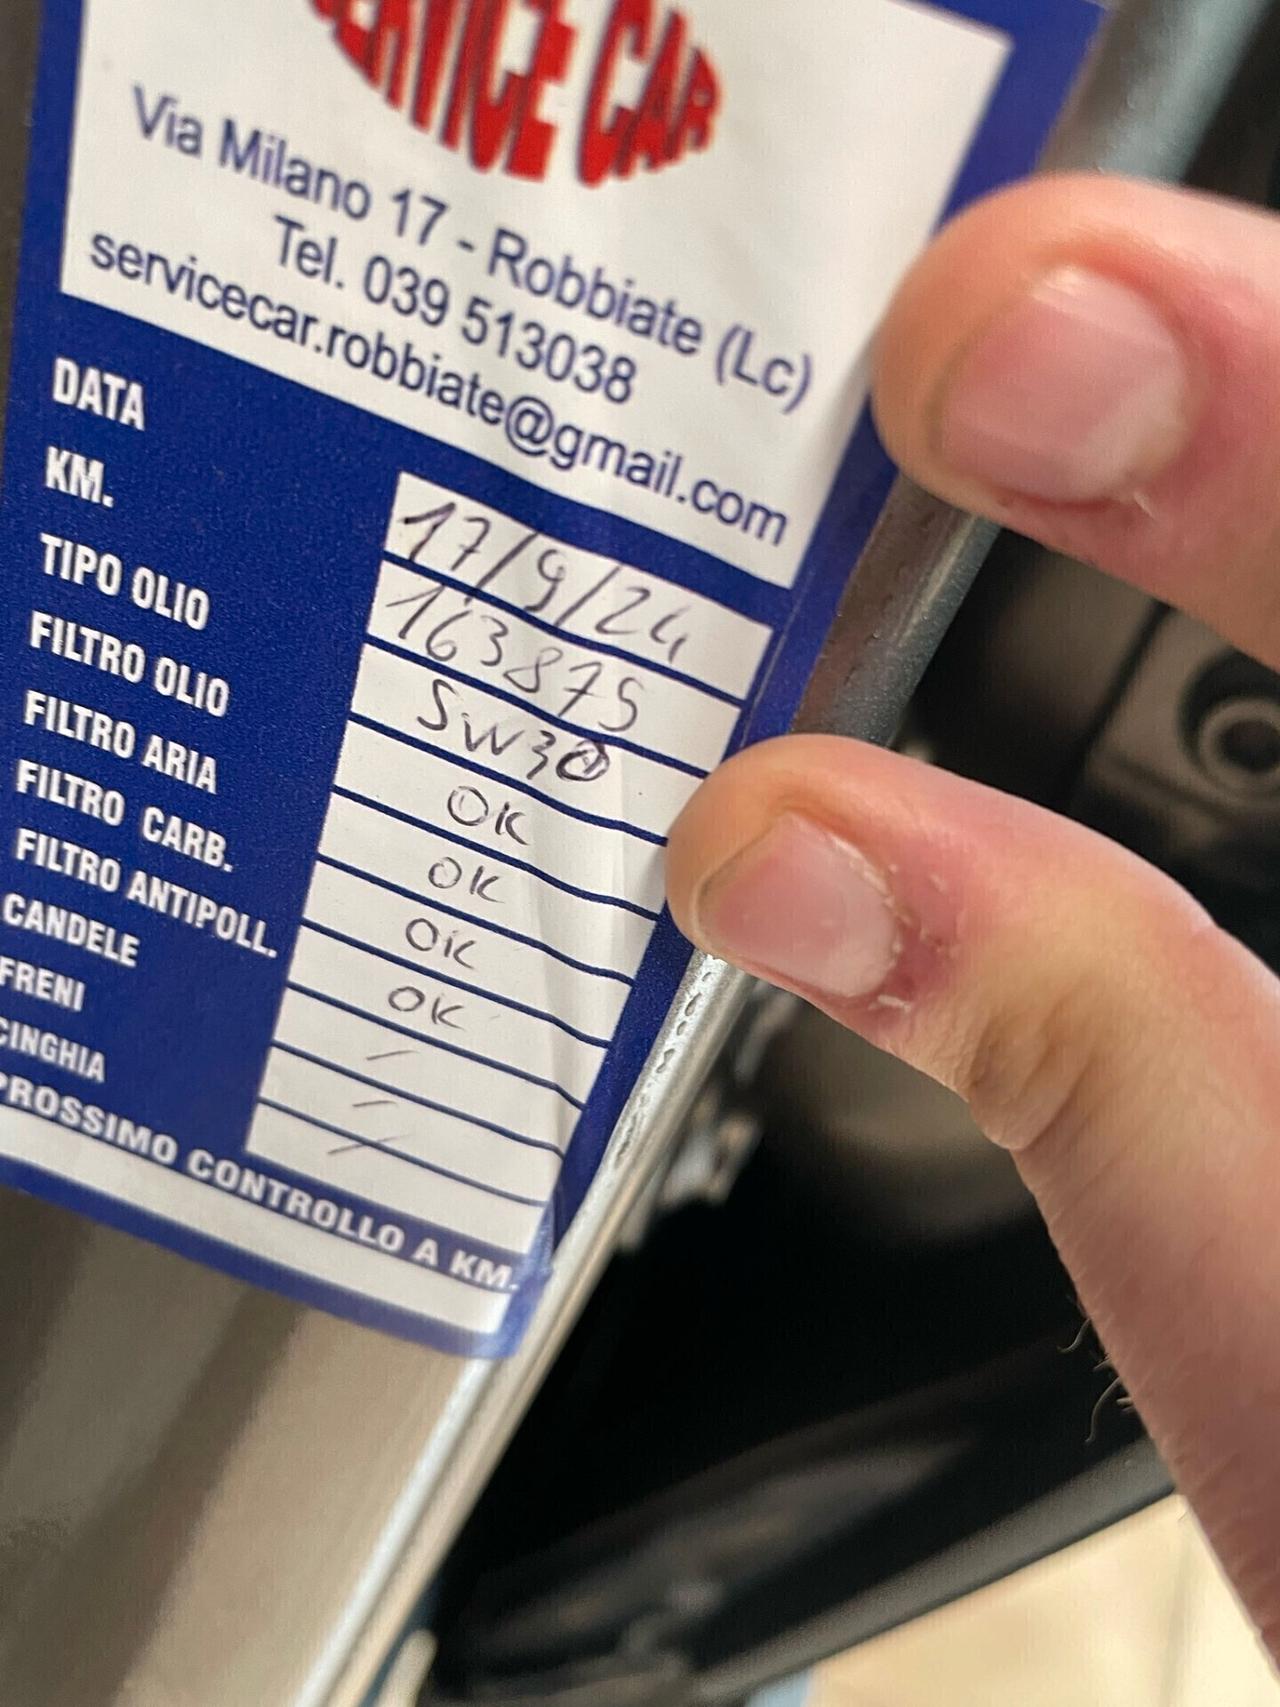 SERVICE CAR
Via Milano 17 - Robbiate (Lc)
Tel. 039 513038
servicecar.robbiate@gmail.com
DATA 17/9/24
KM. 163875
TIPO OLIO 5W30
FILTRO OLIO OK
FILTRO ARIA OK
FILTRO CARB. OK
FILTRO ANTIPOLL. OK
CANDELE -
FRENI -
CINGHIA -
PROSSIMO CONTROLLO A KM.